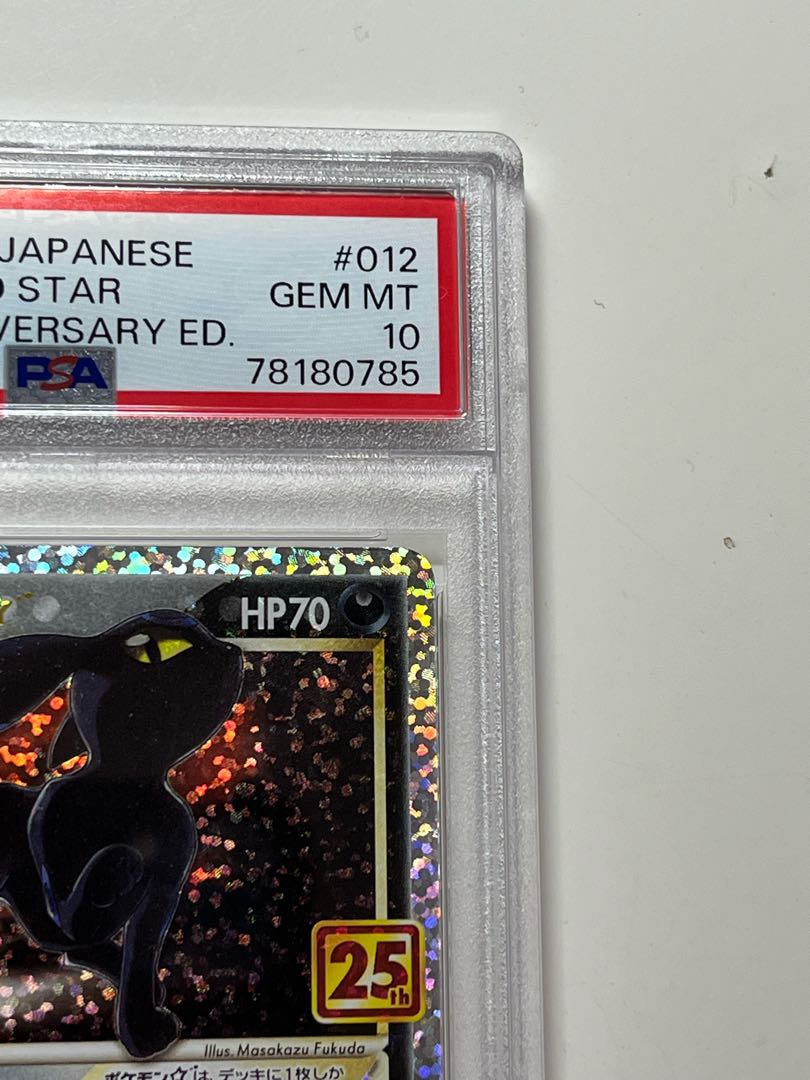 JAPANESE #012
STAR GEM MT
VERSARY ED. 10
PSA 78180785
HP70
25th
Illus. Masakazu Fukuda
ポケモン☆は、デッキに1枚しか